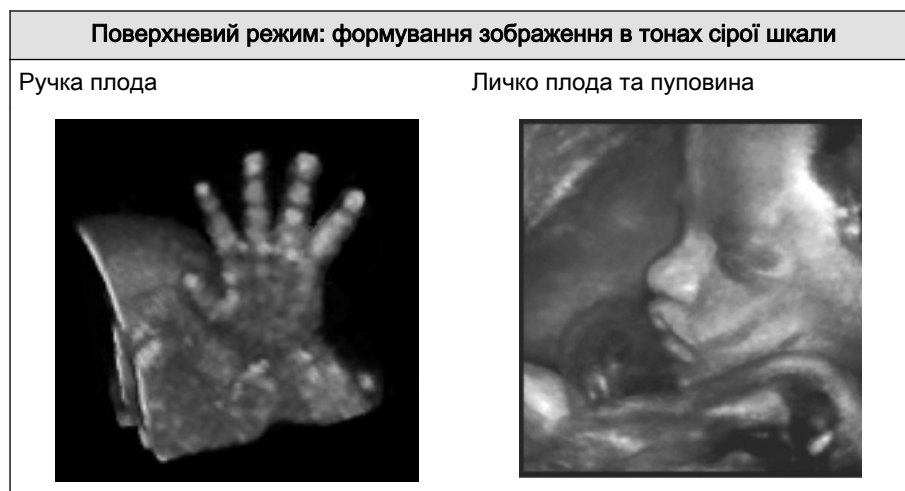 Поверхневий режим: формування зображення в тонах сірої шкали
Ручка плода
Личко плода та пуповина